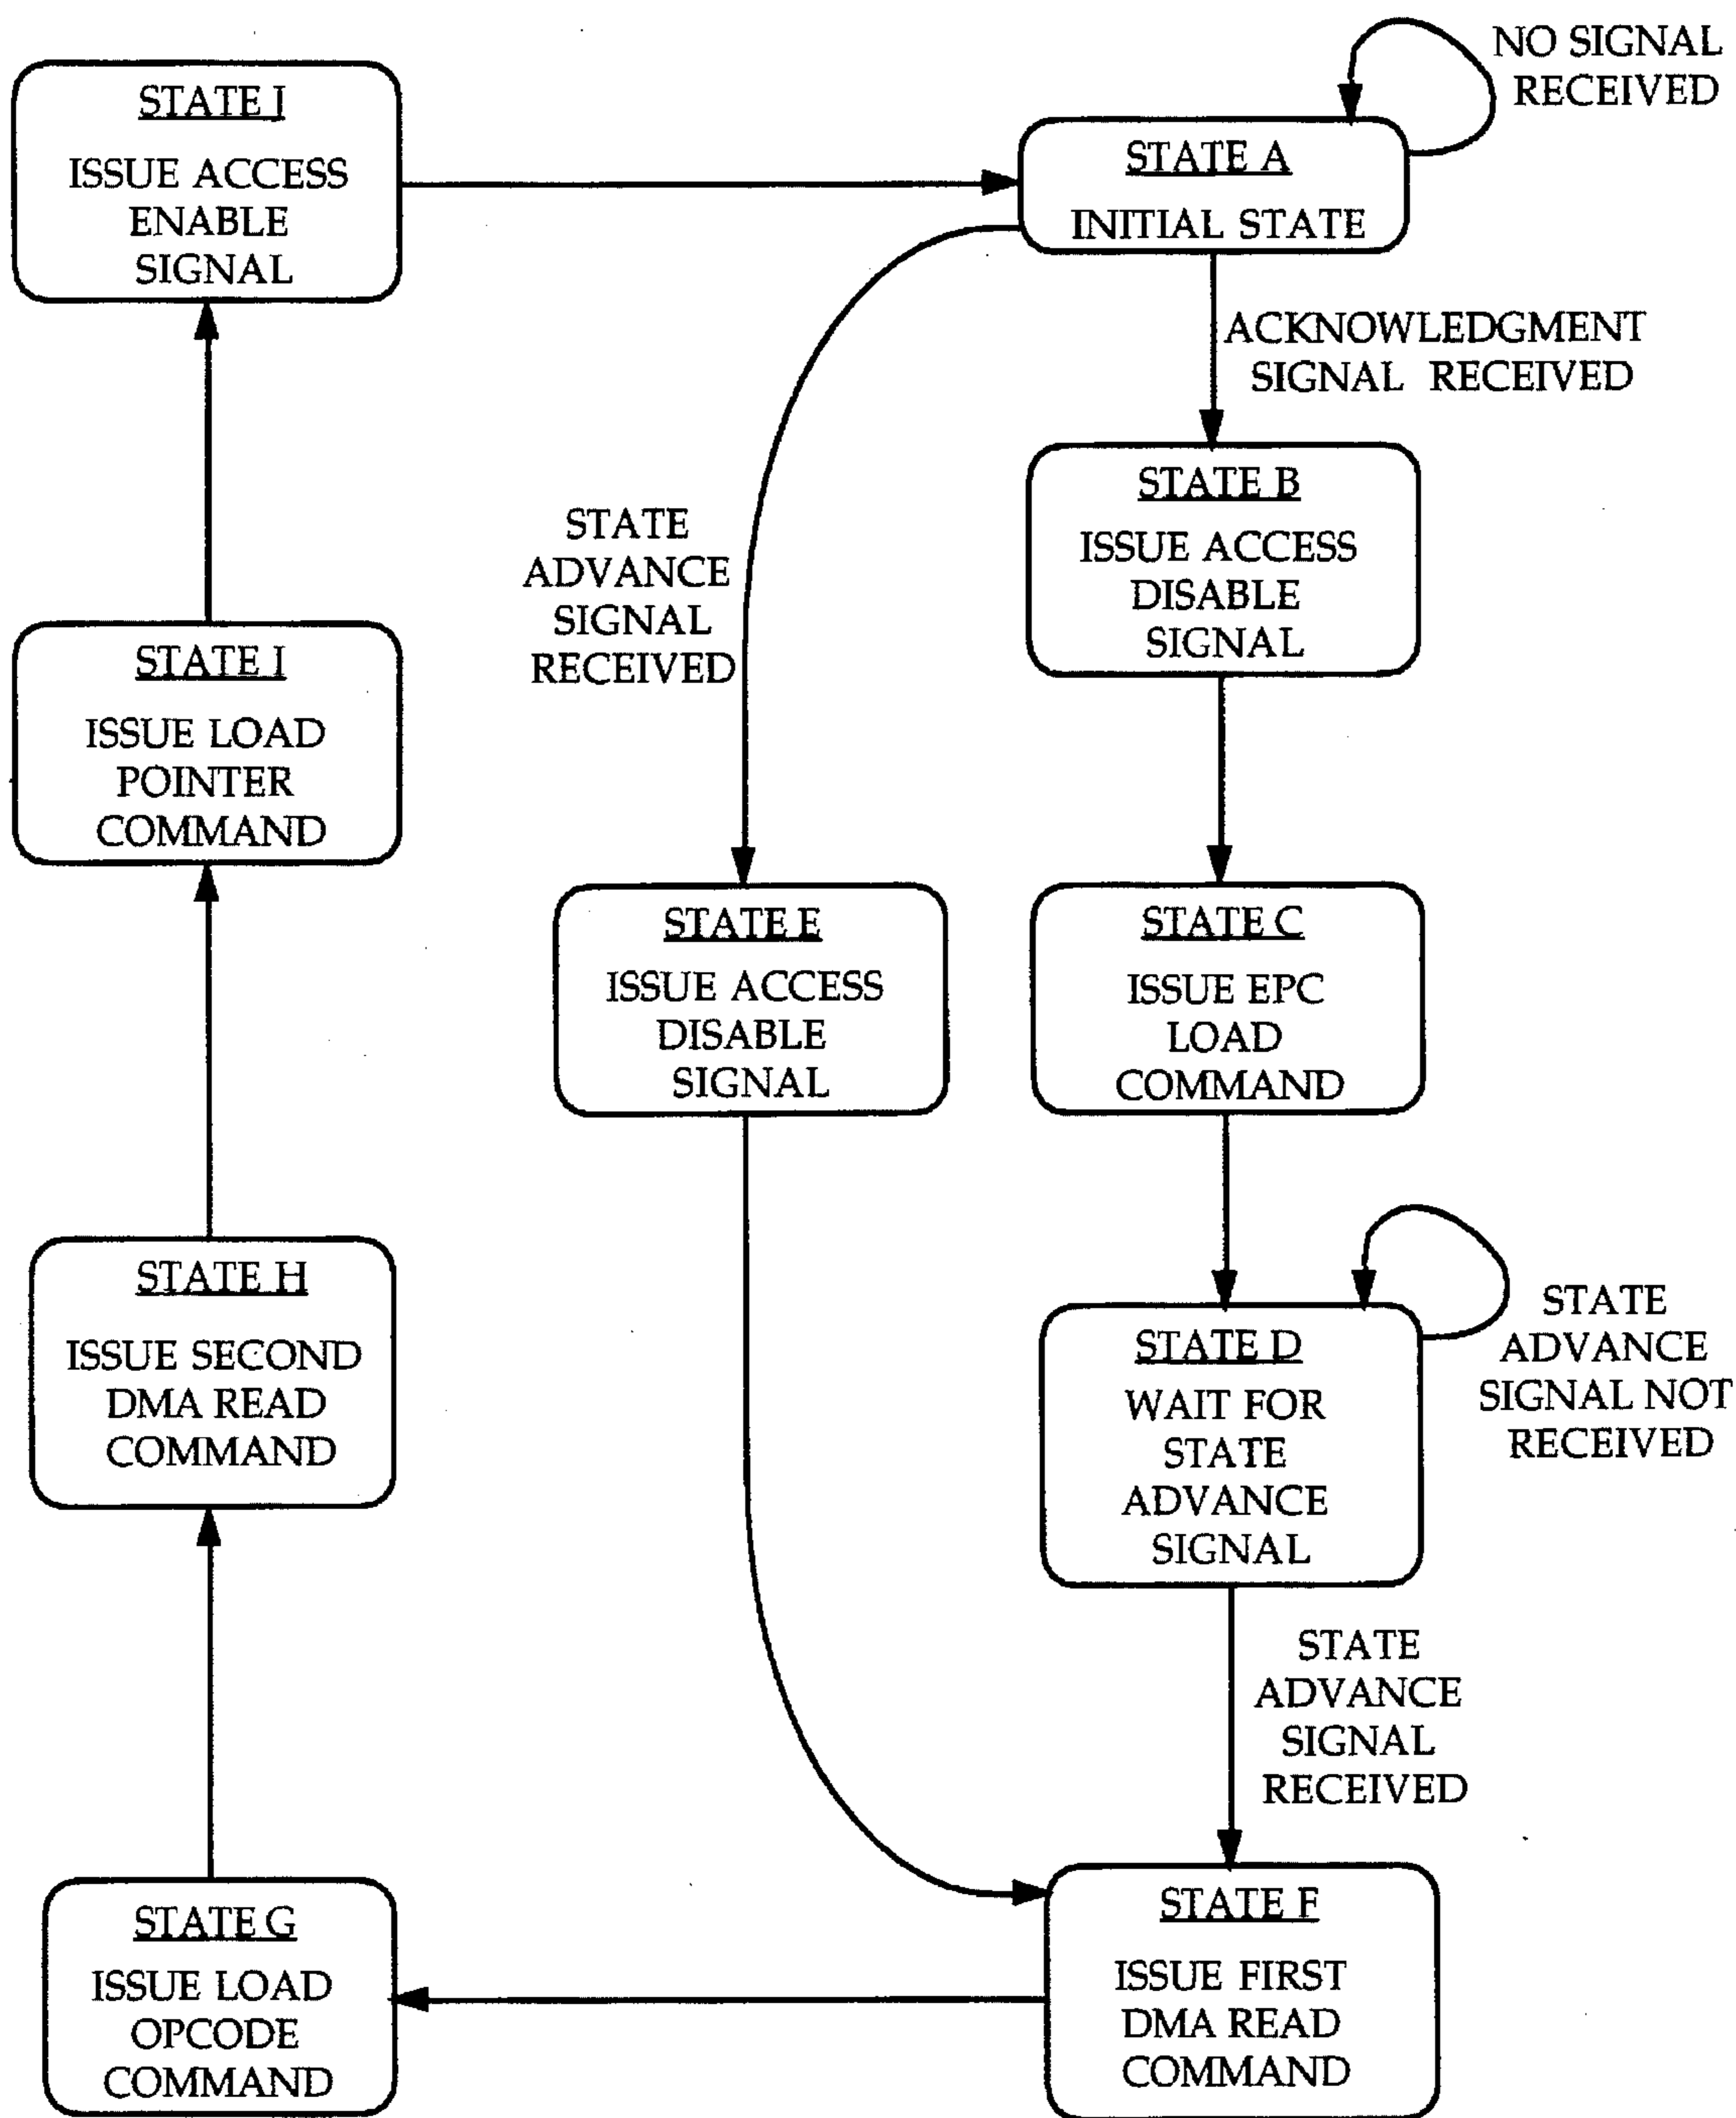 STATE J
ISSUE ACCESS
ENABLE
SIGNAL
NO SIGNAL
RECEIVED
STATE A
INITIAL STATE
ACKNOWLEDGMENT
SIGNAL RECEIVED
STATE B
ISSUE ACCESS
DISABLE
SIGNAL
STATE
ADVANCE
SIGNAL
RECEIVED
STATE I
ISSUE LOAD
POINTER
COMMAND
STATE E
ISSUE ACCESS
DISABLE
SIGNAL
STATE C
ISSUE EPC
LOAD
COMMAND
STATE H
ISSUE SECOND
DMA READ
COMMAND
STATE D
WAIT FOR
STATE
ADVANCE
SIGNAL
STATE
ADVANCE
SIGNAL NOT
RECEIVED
STATE
ADVANCE
SIGNAL
RECEIVED
STATE G
ISSUE LOAD
OPCODE
COMMAND
STATE F
ISSUE FIRST
DMA READ
COMMAND